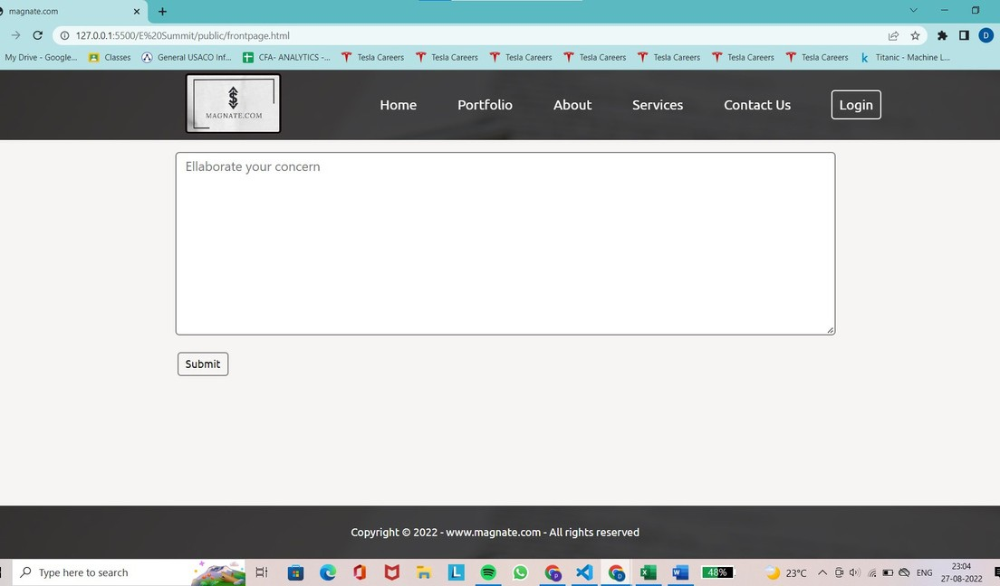 magnate.com
127.0.0.1:5500/E%20Summit/public/frontpage.html
My Drive - Google... Classes General USACO Inf... CFA- ANALYTICS -... Tesla Careers Tesla Careers Tesla Careers Tesla Careers Tesla Careers Tesla Careers Tesla Careers Titanic - Machine L...
MAGNATE.COM
Home Portfolio About Services Contact Us Login
Ellaborate your concern
Submit
Copyright © 2022 - www.magnate.com - All rights reserved
Type here to search 48% 23°C ENG 23:04
27-08-2022